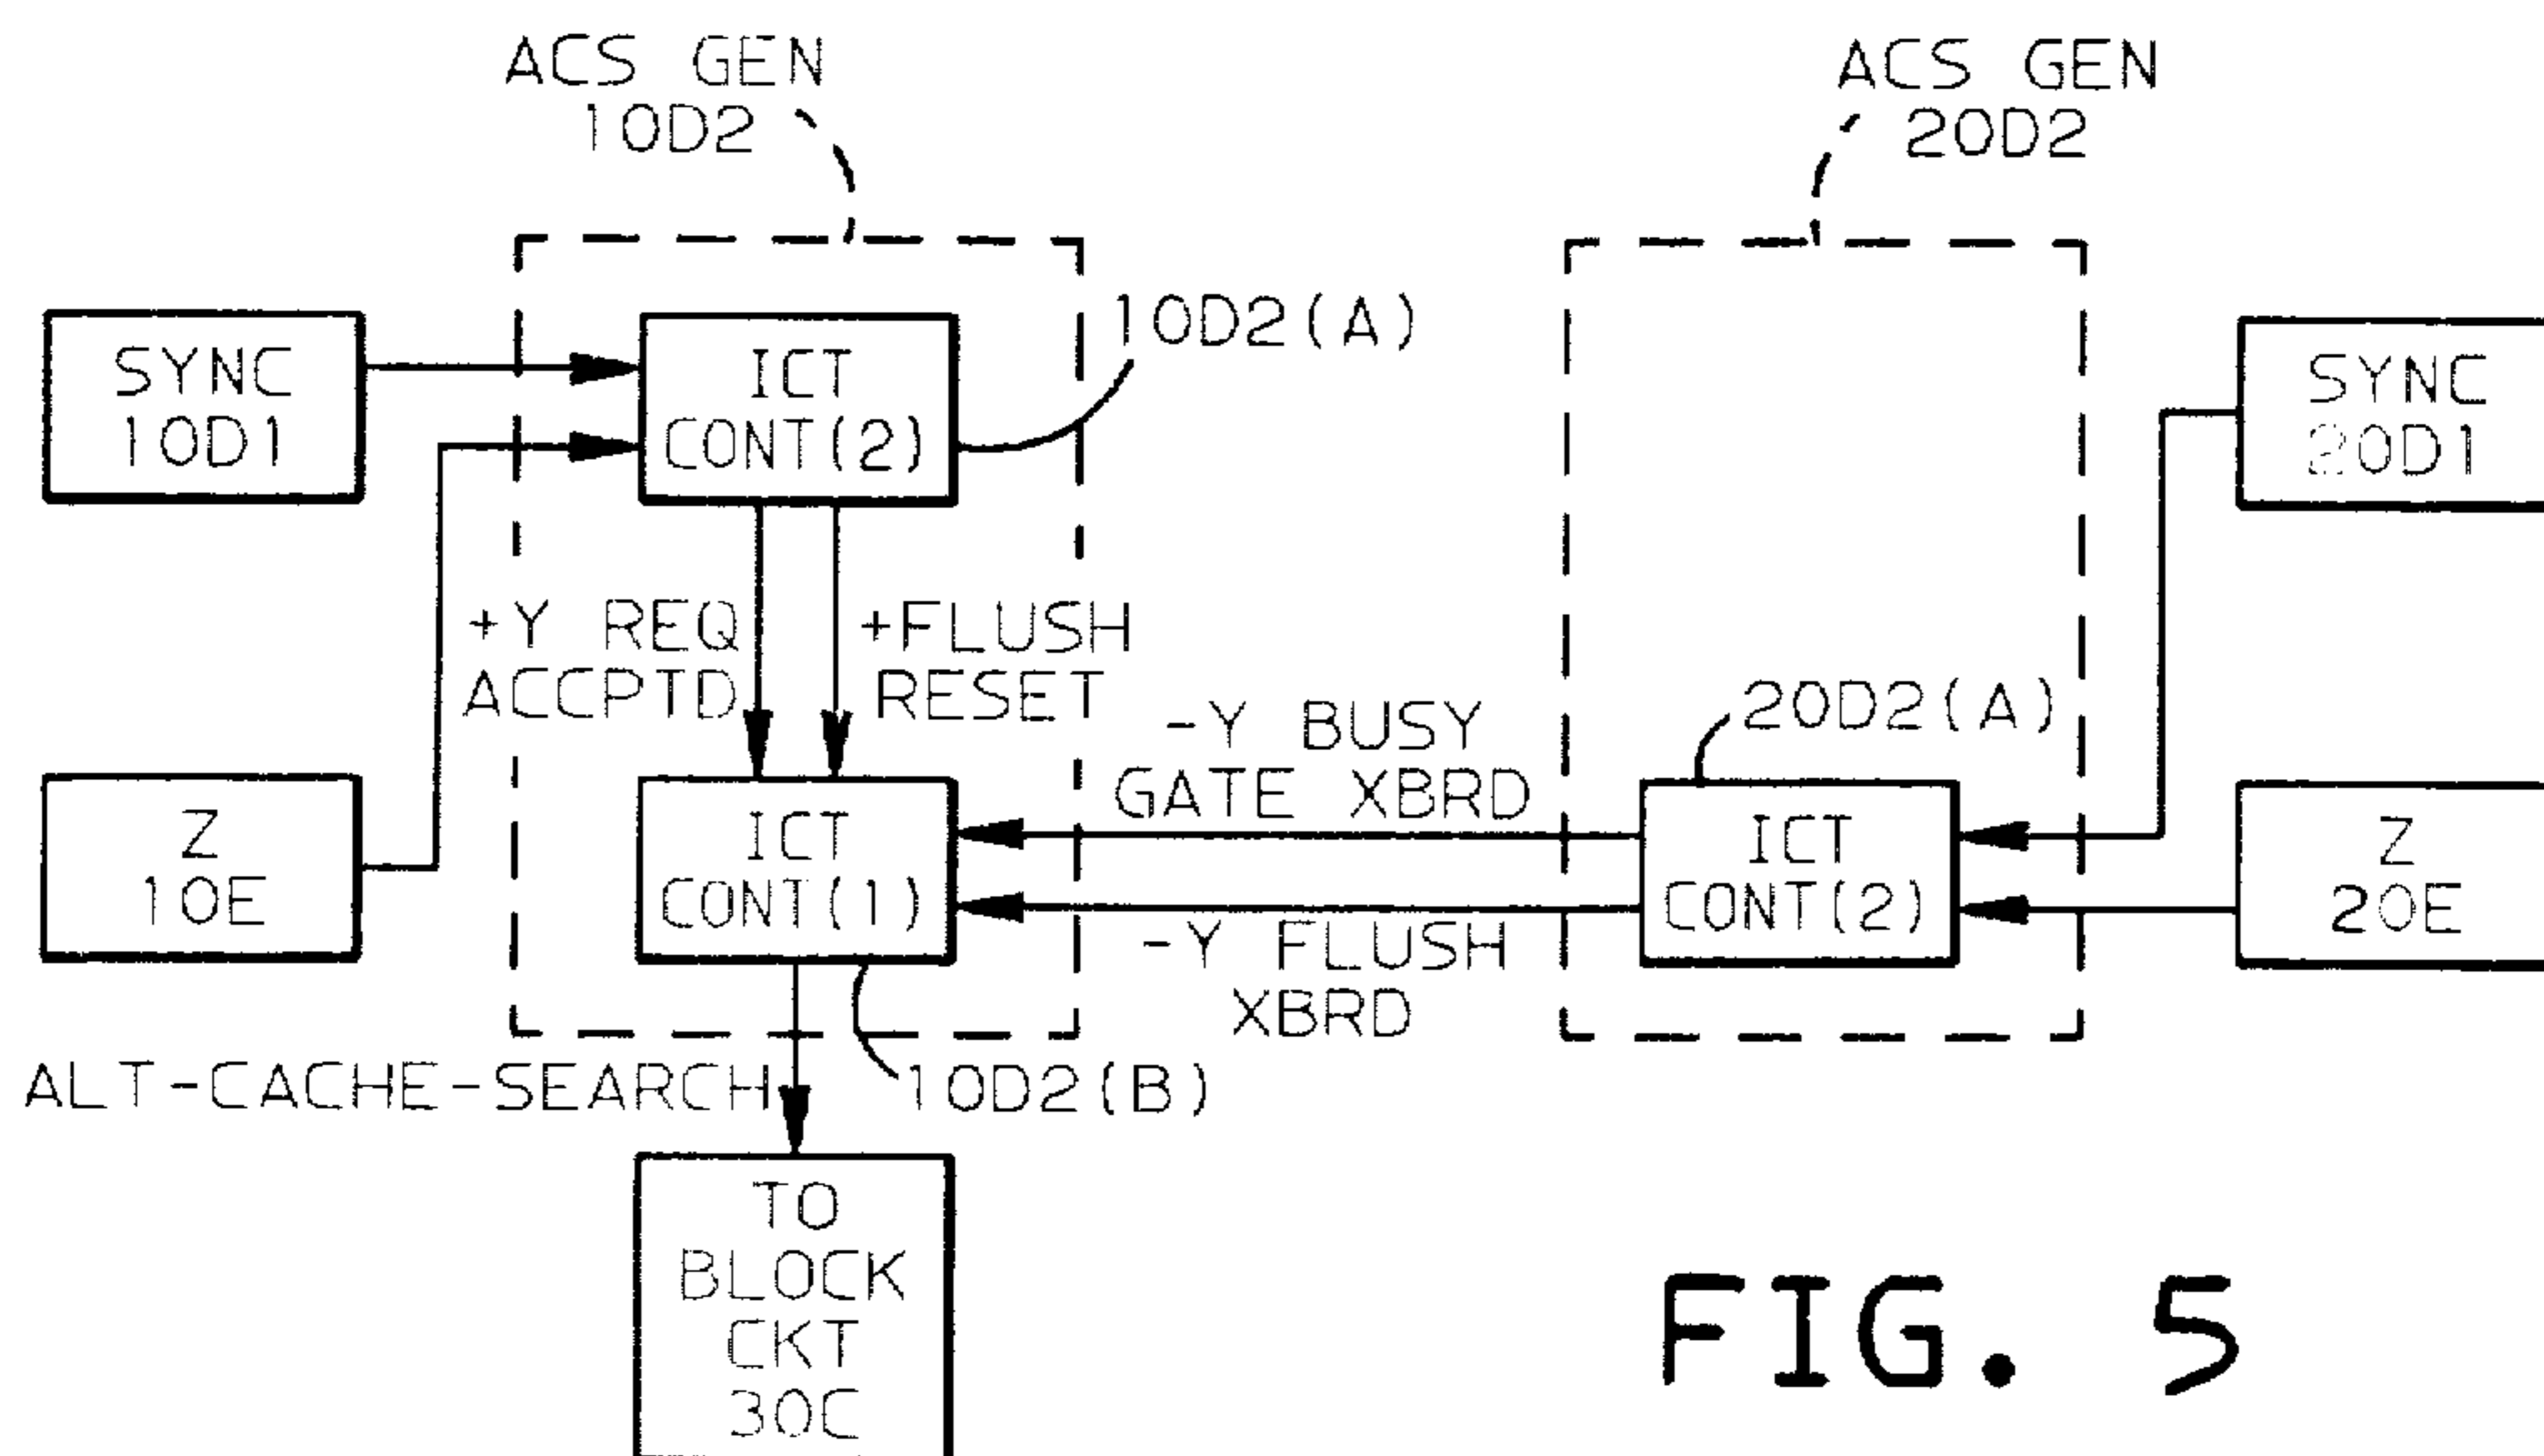 ACS GEN
10D2
ACS GEN
20D2
SYNC
10D1
ICT
CONT(2)
10D2(A)
SYNC
20D1
+Y REQ
ACCPTD
+FLUSH
RESET
-Y BUSY
GATE XBRD
20D2(A)
Z
10E
ICT
CONT(1)
ICT
CONT(2)
Z
20E
-Y FLUSH
XBRD
ALT-CACHE-SEARCH
10D2(B)
TO
BLOCK
CKT
30C
FIG. 5